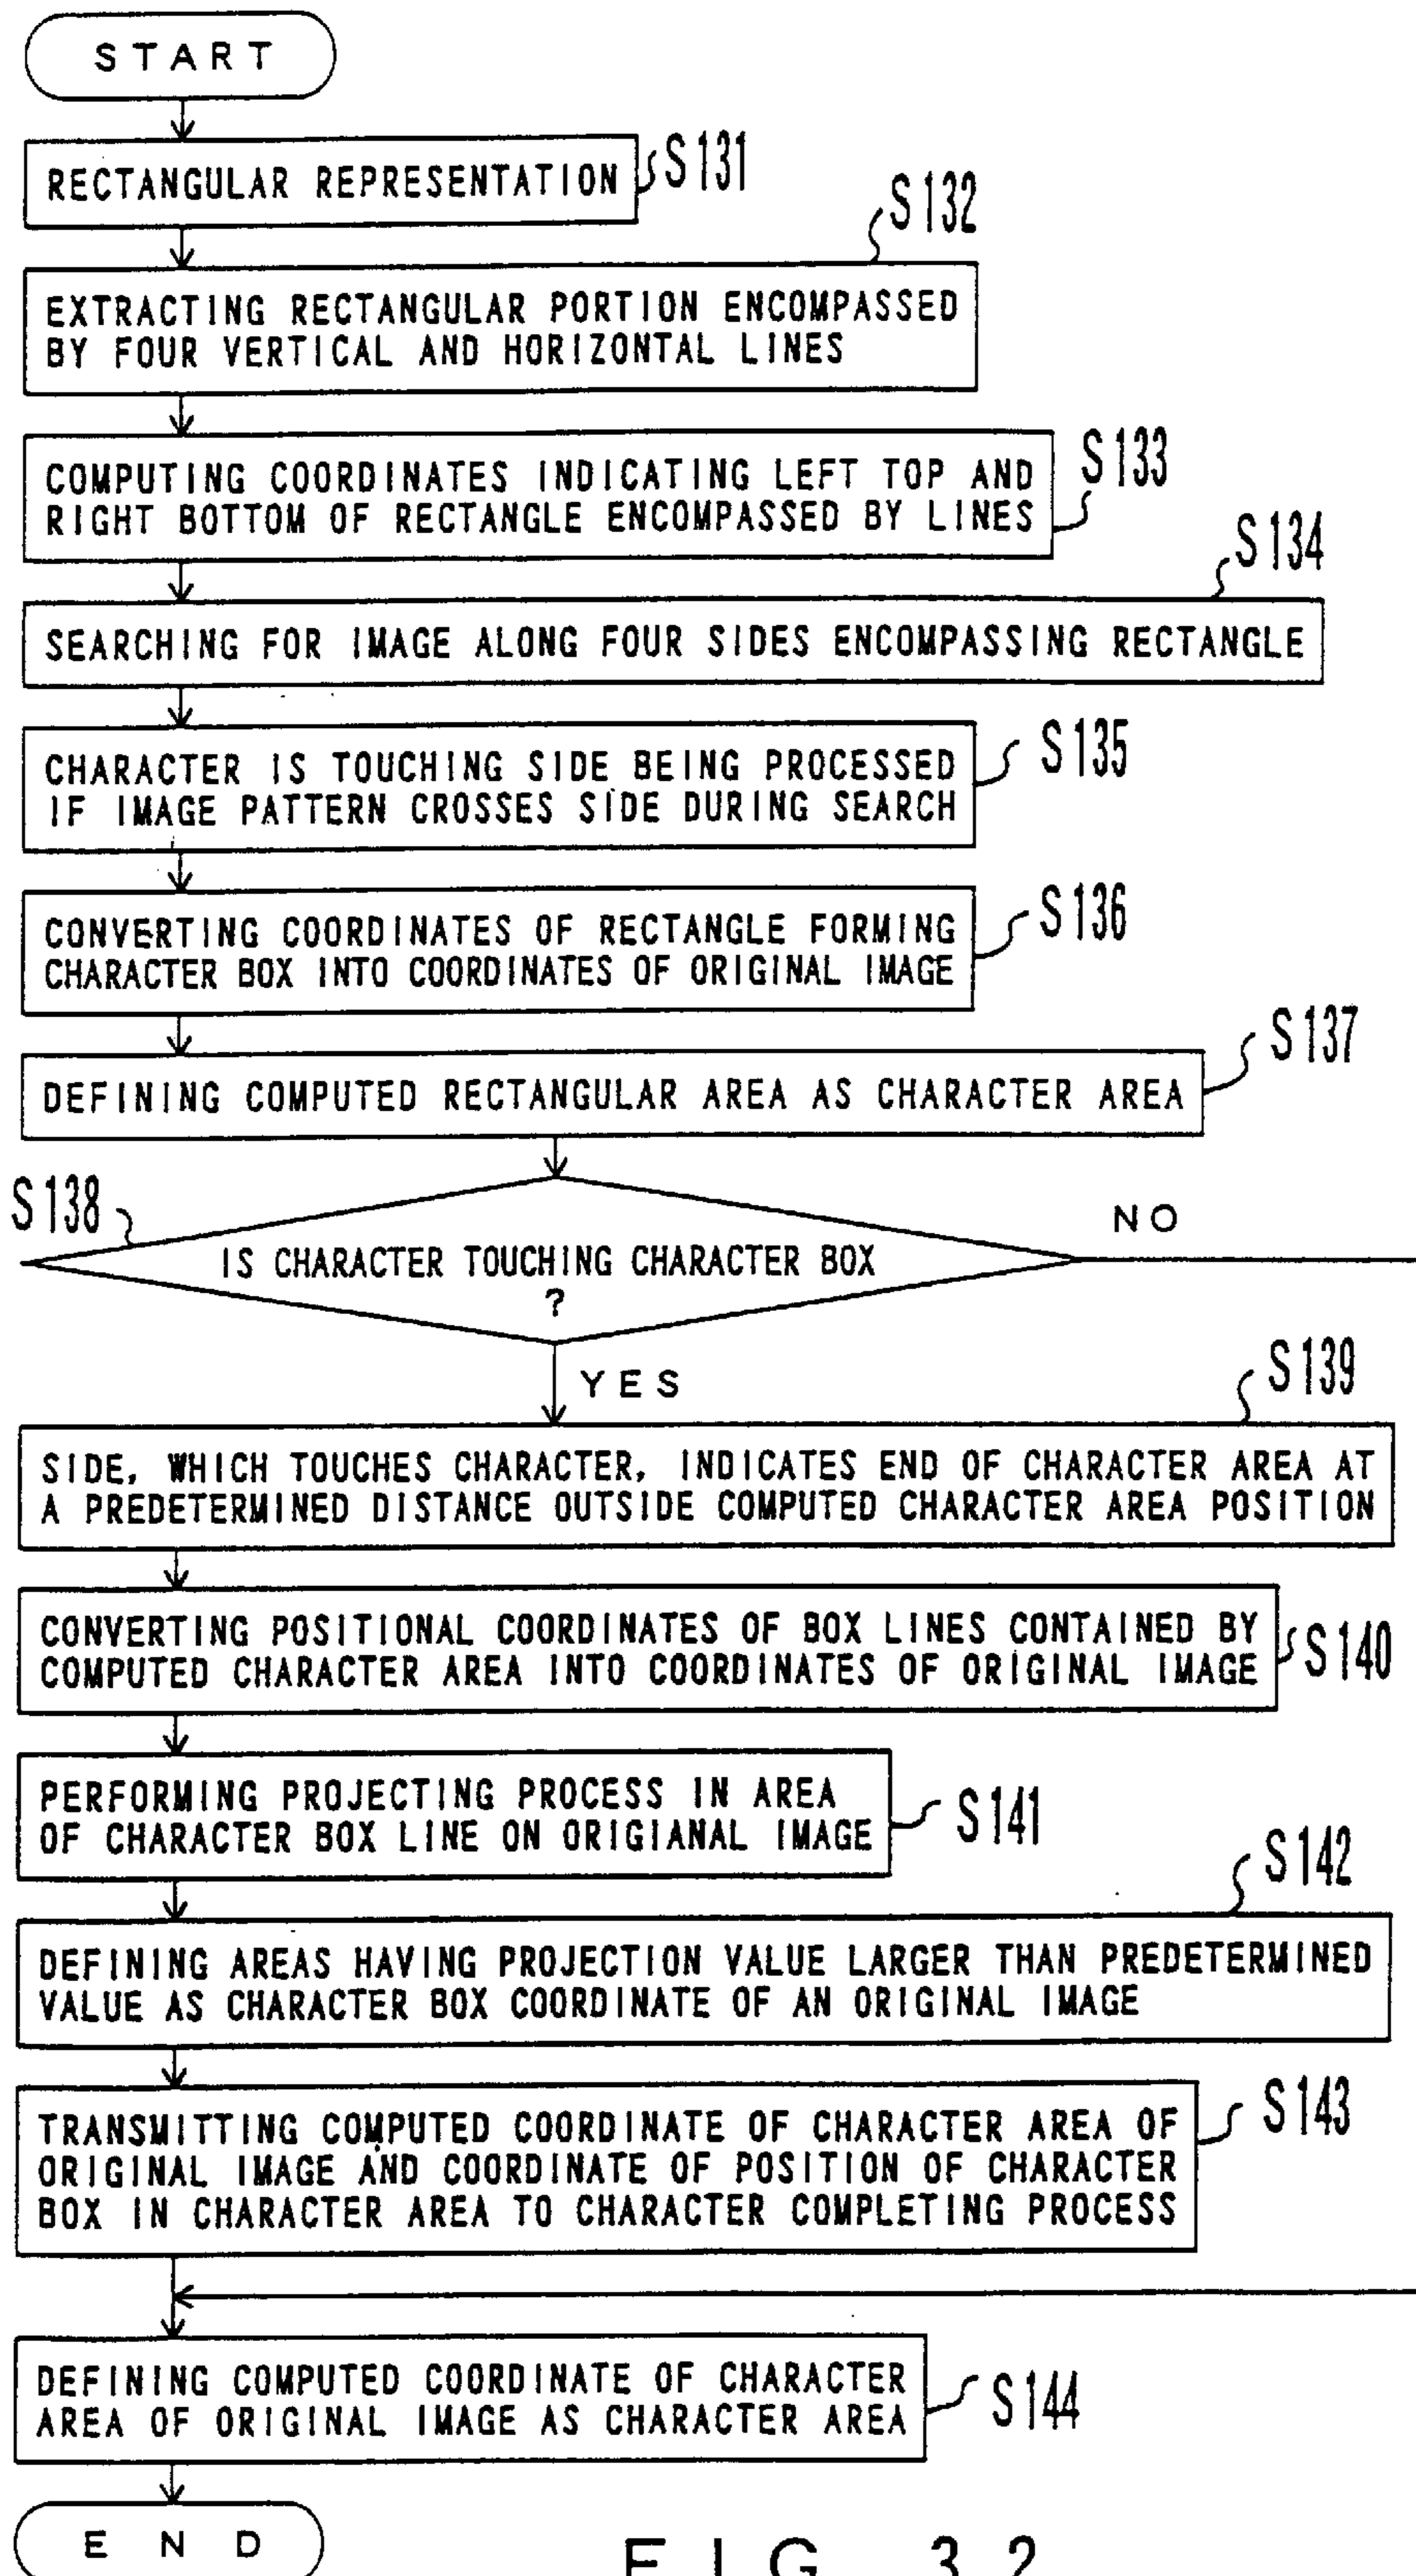 START
RECTANGULAR REPRESENTATION
S131
S132
EXTRACTING RECTANGULAR PORTION ENCOMPASSED
BY FOUR VERTICAL AND HORIZONTAL LINES
COMPUTING COORDINATES INDICATING LEFT TOP AND
RIGHT BOTTOM OF RECTANGLE ENCOMPASSED BY LINES
S133
S134
SEARCHING FOR IMAGE ALONG FOUR SIDES ENCOMPASSING RECTANGLE
CHARACTER IS TOUCHING SIDE BEING PROCESSED
IF IMAGE PATTERN CROSSES SIDE DURING SEARCH
S135
CONVERTING COORDINATES OF RECTANGLE FORMING
CHARACTER BOX INTO COORDINATES OF ORIGINAL IMAGE
S136
S137
DEFINING COMPUTED RECTANGULAR AREA AS CHARACTER AREA
S138
NO
IS CHARACTER TOUCHING CHARACTER BOX
?
YES
S139
SIDE, WHICH TOUCHES CHARACTER, INDICATES END OF CHARACTER AREA AT
A PREDETERMINED DISTANCE OUTSIDE COMPUTED CHARACTER AREA POSITION
CONVERTING POSITIONAL COORDINATES OF BOX LINES CONTAINED BY
COMPUTED CHARACTER AREA INTO COORDINATES OF ORIGINAL IMAGE
S140
PERFORMING PROJECTING PROCESS IN AREA
OF CHARACTER BOX LINE ON ORIGIANAL IMAGE
S141
S142
DEFINING AREAS HAVING PROJECTION VALUE LARGER THAN PREDETERMINED
VALUE AS CHARACTER BOX COORDINATE OF AN ORIGINAL IMAGE
TRANSMITTING COMPUTED COORDINATE OF CHARACTER AREA OF
ORIGINAL IMAGE AND COORDINATE OF POSITION OF CHARACTER
BOX IN CHARACTER AREA TO CHARACTER COMPLETING PROCESS
S143
DEFINING COMPUTED COORDINATE OF CHARACTER
AREA OF ORIGINAL IMAGE AS CHARACTER AREA
S144
END
FIG. 32